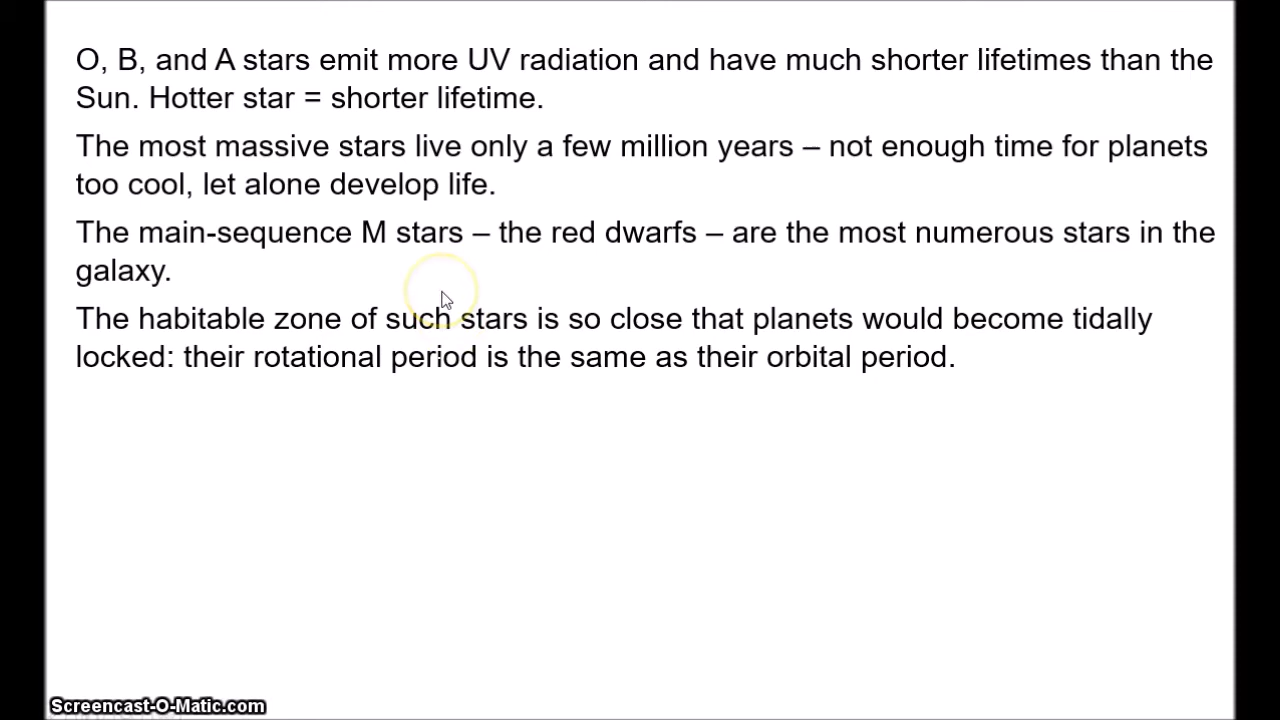 O, B, and A stars emit more UV radiation and have much shorter lifetimes than the
Sun. Hotter star = shorter lifetime.
The most massive stars live only a few million years – not enough time for planets
too cool, let alone develop life.
The main-sequence M stars – the red dwarfs – are the most numerous stars in the
galaxy.
The habitable zone of such stars is so close that planets would become tidally
locked: their rotational period is the same as their orbital period.
Screencast-O-Matic.com